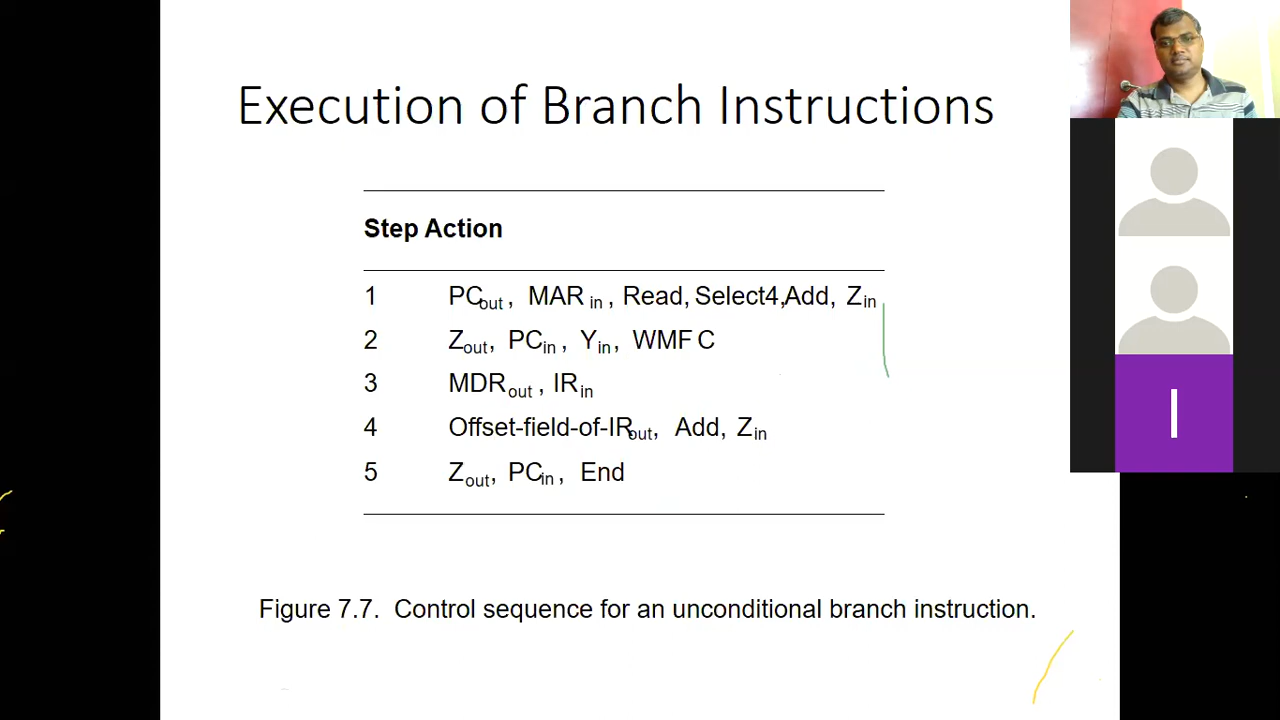 Execution of Branch Instructions
Step Action
1 PCout, MAR in, Read, Select4,Add, Zin
2 Zout, PCin, Yin, WMF C
3 MDRout, IRin
4 Offset-field-of-IRout, Add, Zin
5 Zout, PCin, End
Figure 7.7. Control sequence for an unconditional branch instruction.
I